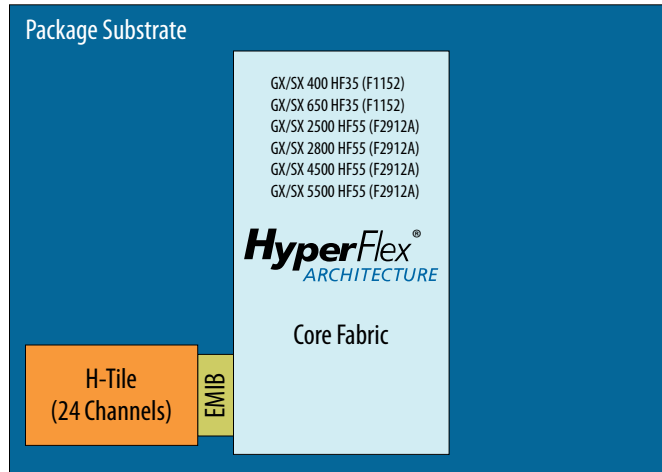 Package Substrate
GX/SX 400 HF35 (F1152)
GX/SX 650 HF35 (F1152)
GX/SX 2500 HF55 (F2912A)
GX/SX 2800 HF55 (F2912A)
GX/SX 4500 HF55 (F2912A)
GX/SX 5500 HF55 (F2912A)
HyperFlex®
ARCHITECTURE
Core Fabric
H-Tile
(24 Channels)
EMIB